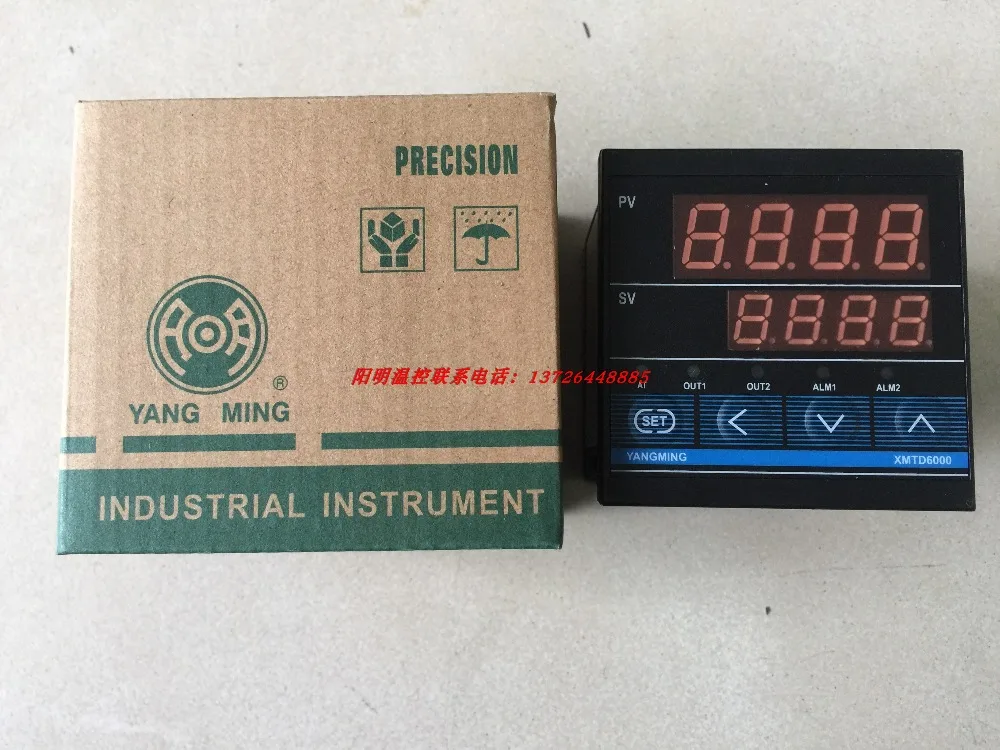 PRECISION
YANG MING
®
INDUSTRIAL INSTRUMENT
阳明温控联系电话：13726448885
PV
8.8.8.8.
SV
8.8.8.8.
AT OUT1 OUT2 ALM1 ALM2
SET
YANGMING XMTD6000